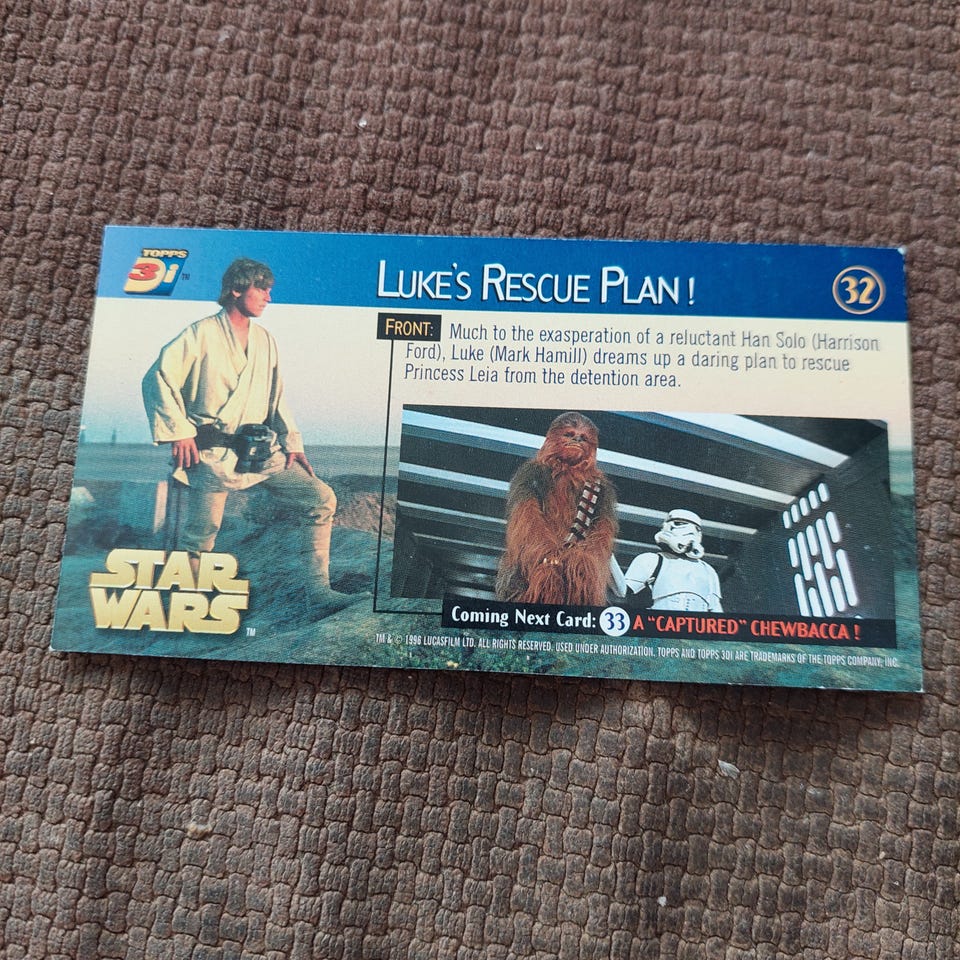 TOPPS
3i TM
LUKE'S RESCUE PLAN!
32
FRONT: Much to the exasperation of a reluctant Han Solo (Harrison
Ford), Luke (Mark Hamill) dreams up a daring plan to rescue
Princess Leia from the detention area.
STAR
WARS TM
Coming Next Card: 33 A "CAPTURED" CHEWBACCA!
TM & © 1996 LUCASFILM LTD. ALL RIGHTS RESERVED. USED UNDER AUTHORIZATION. TOPPS AND TOPPS 3DI ARE TRADEMARKS OF THE TOPPS COMPANY, INC.